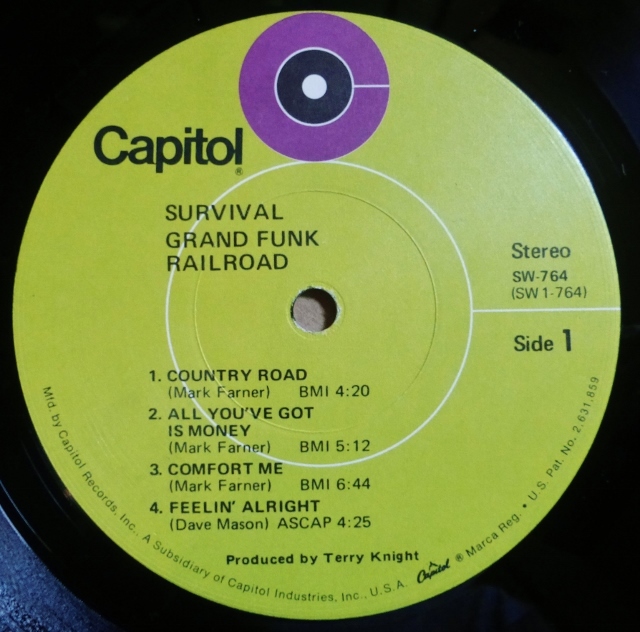 Capitol®
SURVIVAL
GRAND FUNK
RAILROAD
Stereo
SW-764
(SW 1-764)
Side 1
1. COUNTRY ROAD
(Mark Farner) BMI 4:20
2. ALL YOU'VE GOT
IS MONEY
(Mark Farner) BMI 5:12
3. COMFORT ME
(Mark Farner) BMI 6:44
4. FEELIN' ALRIGHT
(Dave Mason) ASCAP 4:25
Produced by Terry Knight
Mfd. by Capitol Records, Inc., A Subsidiary of Capitol Industries, Inc., U.S.A. Capitol ® Marca Reg. • U.S. Pat. No. 2,631,859